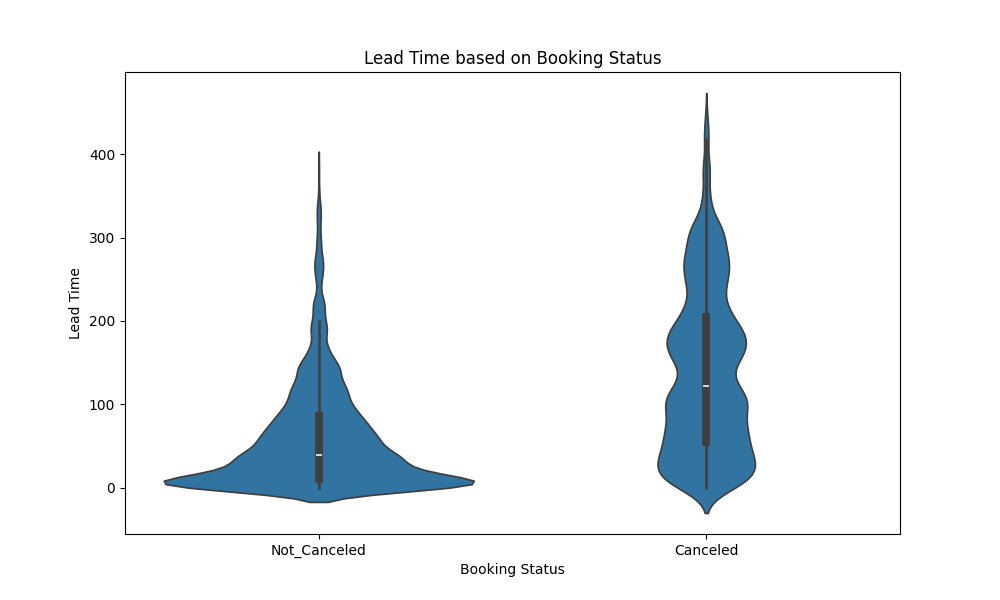 Lead Time based on Booking Status
Lead Time
400
300
200
100
0
Not_Canceled
Canceled
Booking Status